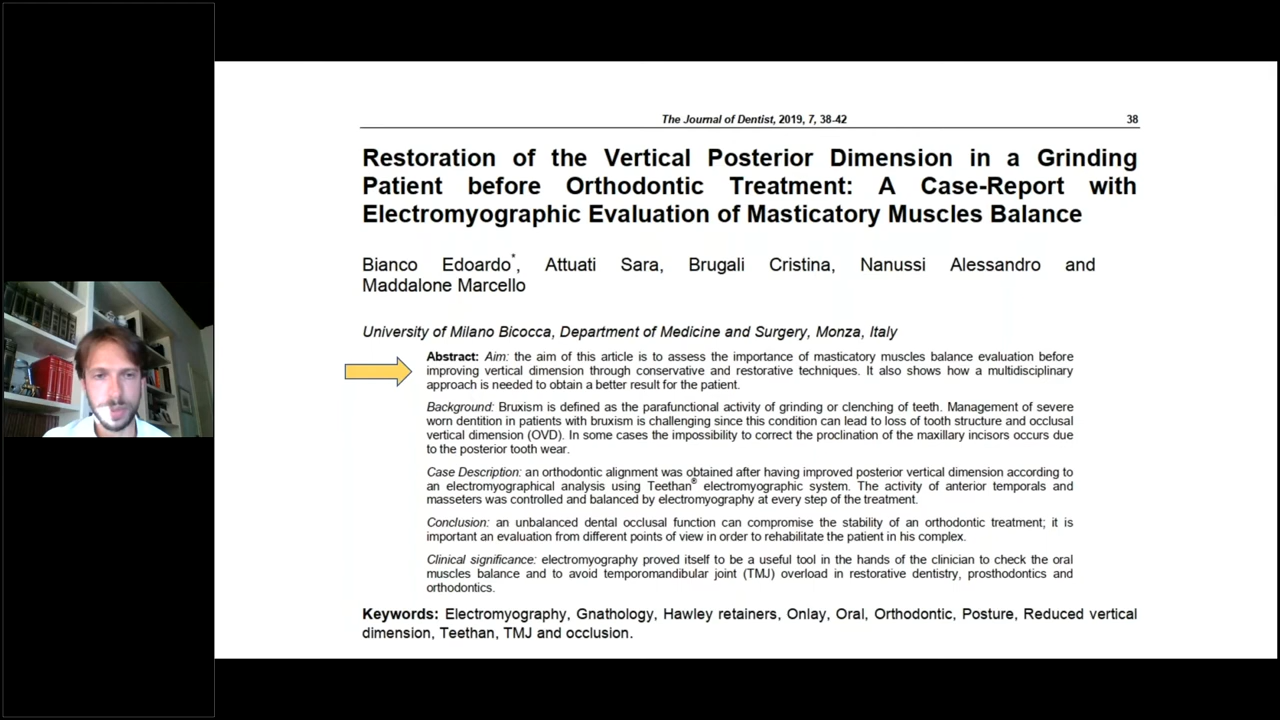 The Journal of Dentist, 2019, 7, 38-42 38
Restoration of the Vertical Posterior Dimension in a Grinding
Patient before Orthodontic Treatment: A Case-Report with
Electromyographic Evaluation of Masticatory Muscles Balance
Bianco Edoardo*, Attuati Sara, Brugali Cristina, Nanussi Alessandro and
Maddalone Marcello
University of Milano Bicocca, Department of Medicine and Surgery, Monza, Italy
Abstract: Aim: the aim of this article is to assess the importance of masticatory muscles balance evaluation before
improving vertical dimension through conservative and restorative techniques. It also shows how a multidisciplinary
approach is needed to obtain a better result for the patient.
Background: Bruxism is defined as the parafunctional activity of grinding or clenching of teeth. Management of severe
worn dentition in patients with bruxism is challenging since this condition can lead to loss of tooth structure and occlusal
vertical dimension (OVD). In some cases the impossibility to correct the proclination of the maxillary incisors occurs due
to the posterior tooth wear.
Case Description: an orthodontic alignment was obtained after having improved posterior vertical dimension according to
an electromyographical analysis using Teethan® electromyographic system. The activity of anterior temporals and
masseters was controlled and balanced by electromyography at every step of the treatment.
Conclusion: an unbalanced dental occlusal function can compromise the stability of an orthodontic treatment; it is
important an evaluation from different points of view in order to rehabilitate the patient in his complex.
Clinical significance: electromyography proved itself to be a useful tool in the hands of the clinician to check the oral
muscles balance and to avoid temporomandibular joint (TMJ) overload in restorative dentistry, prosthodontics and
orthodontics.
Keywords: Electromyography, Gnathology, Hawley retainers, Onlay, Oral, Orthodontic, Posture, Reduced vertical
dimension, Teethan, TMJ and occlusion.